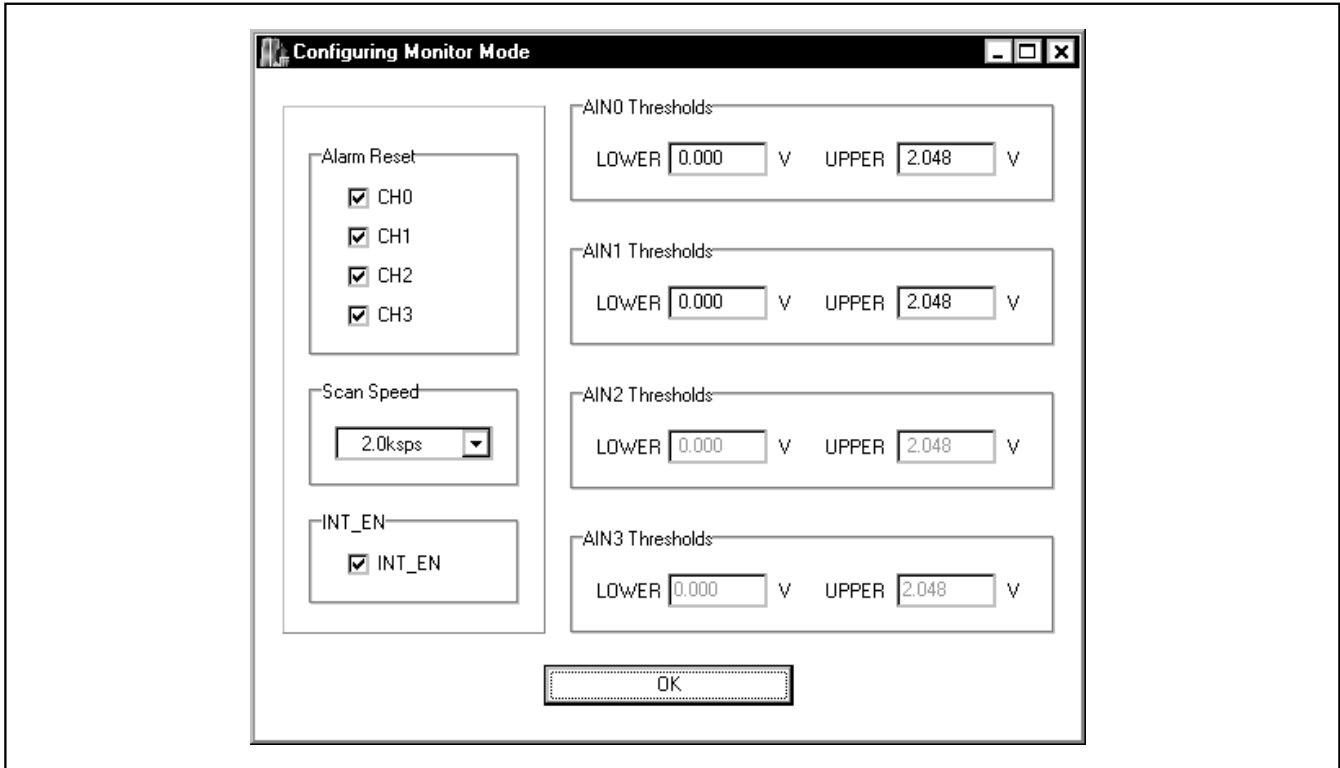 Configuring Monitor Mode
Alarm Reset
CH0
CH1
CH2
CH3
Scan Speed
2.0ksps
INT_EN
INT_EN
AIN0 Thresholds
LOWER 0.000 V UPPER 2.048 V
AIN1 Thresholds
LOWER 0.000 V UPPER 2.048 V
AIN2 Thresholds
LOWER 0.000 V UPPER 2.048 V
AIN3 Thresholds
LOWER 0.000 V UPPER 2.048 V
OK